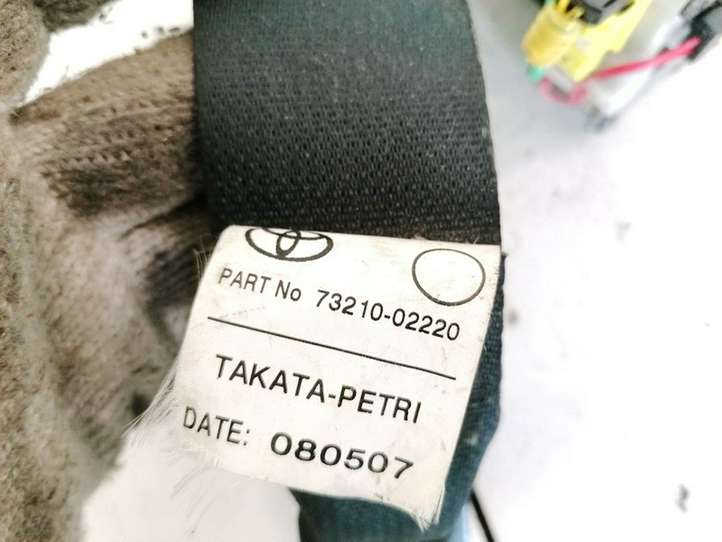 PART No 73210-02220
TAKATA-PETRI
DATE: 080507